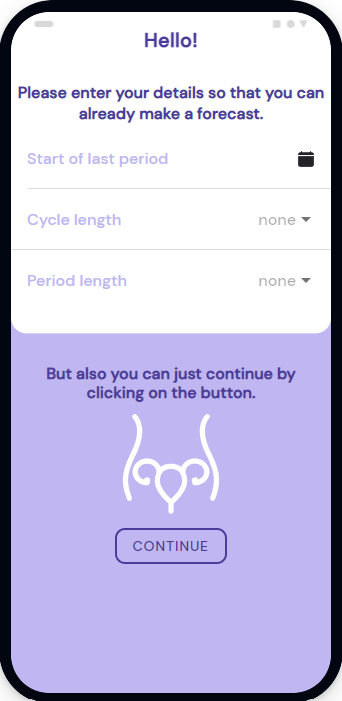 Hello!
Please enter your details so that you can
already make a forecast.
Start of last period
Cycle length none
Period length none
But also you can just continue by
clicking on the button.
CONTINUE